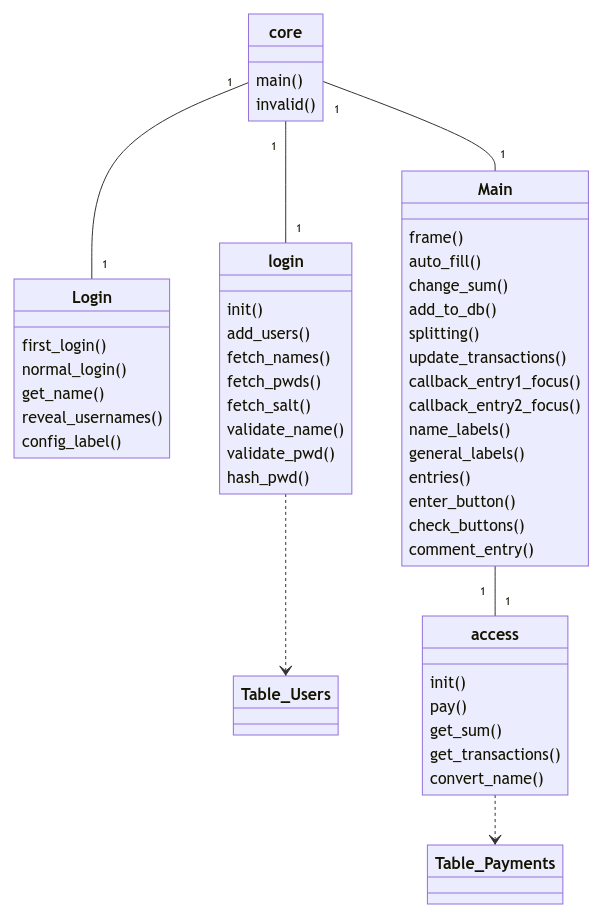 core
main()
invalid()
1
1
1
1
1
1
Main
frame()
auto_fill()
change_sum()
add_to_db()
splitting()
update_transactions()
callback_entry1_focus()
callback_entry2_focus()
name_labels()
general_labels()
entries()
enter_button()
check_buttons()
comment_entry()
login
init()
add_users()
fetch_names()
fetch_pwds()
fetch_salt()
validate_name()
validate_pwd()
hash_pwd()
Login
first_login()
normal_login()
get_name()
reveal_usernames()
config_label()
1
1
access
init()
pay()
get_sum()
get_transactions()
convert_name()
Table_Users
Table_Payments